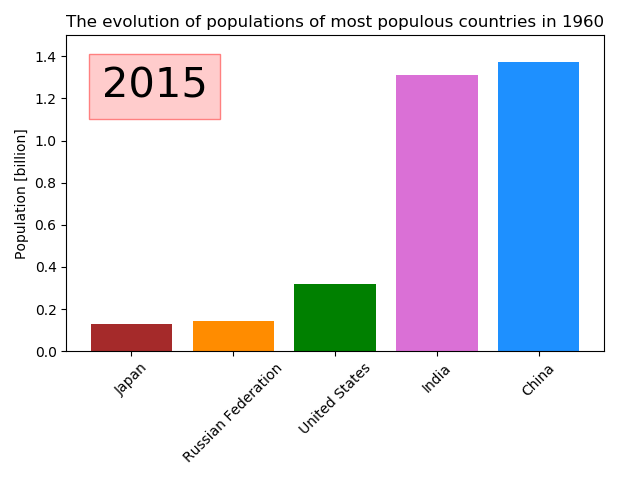 The evolution of populations of most populous countries in 1960
2015
Population [billion]
1.4
1.2
1.0
0.8
0.6
0.4
0.2
0.0
Japan
Russian Federation
United States
India
China